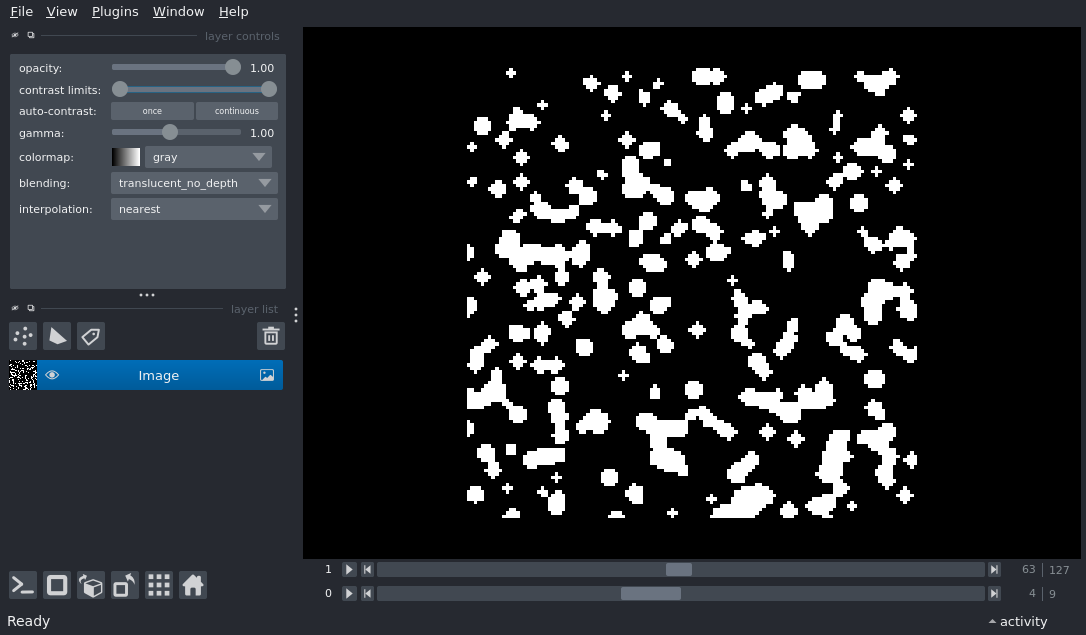 File View Plugins Window Help
layer controls
opacity: 1.00
contrast limits:
auto-contrast: once continuous
gamma: 1.00
colormap: gray
blending: translucent_no_depth
interpolation: nearest
layer list
Image
1 63 127
0 4 9
Ready activity